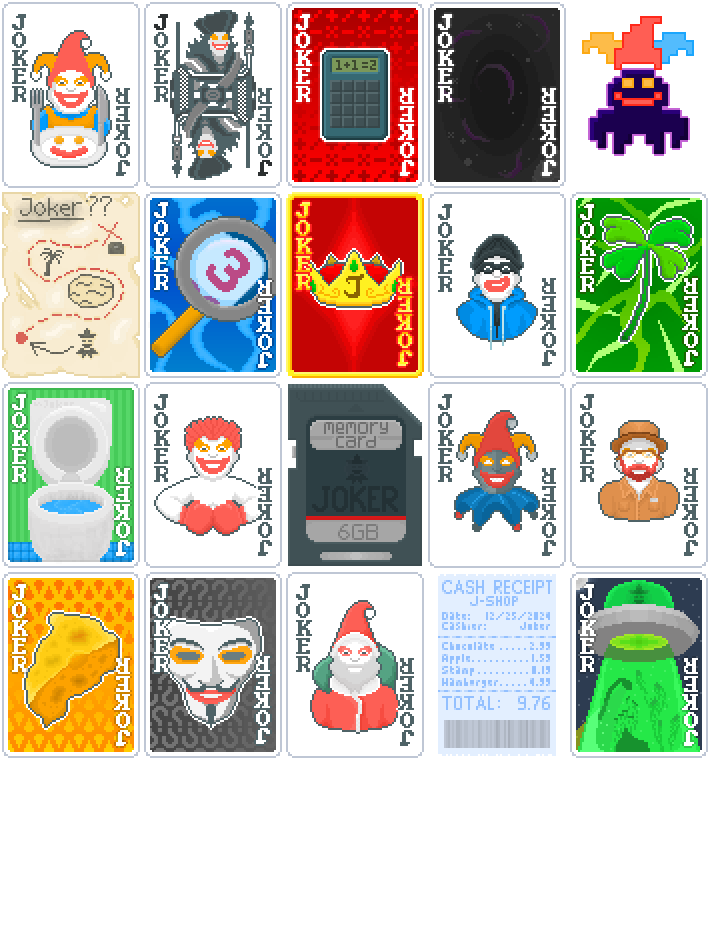 JOKER
JOKER
JOKER
JOKER
JOKER
1+1=2
JOKER
JOKER
JOKER
Joker??
JOKER
3
JOKER
JOKER
J
JOKER
JOKER
JOKER
JOKER
JOKER
JOKER
JOKER
JOKER
JOKER
memory
card
JOKER
6GB
JOKER
JOKER
JOKER
JOKER
JOKER
JOKER
JOKER
JOKER
JOKER
JOKER
CASH RECEIPT
J-SHOP
Date: 12/25/2024
Cashier: Joker
Chocolate.......2.99
Apple...........1.59
Stamp...........0.19
Hamburger.......4.99
TOTAL: 9.76
JOKER
JOKER